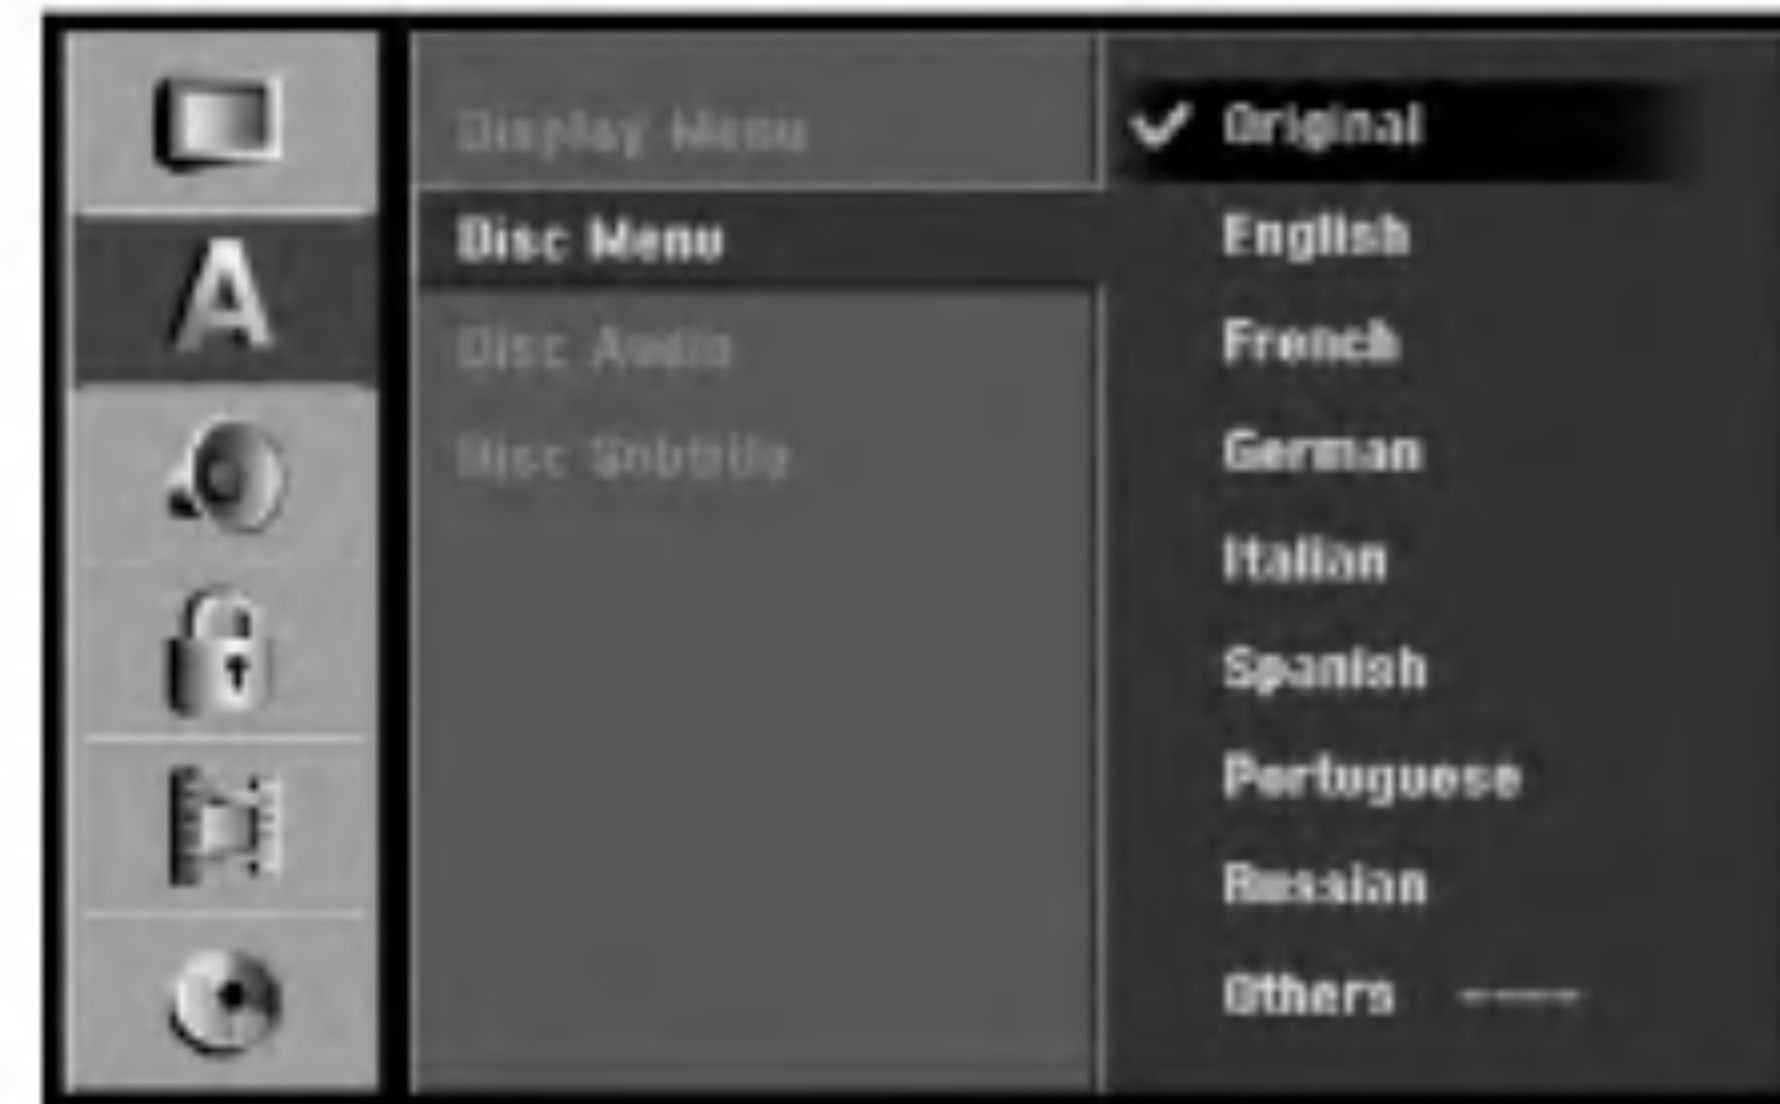 Display Menu
Disc Menu
Disc Audio
Disc Subtitle
A
✓ Original
English
French
German
Italian
Spanish
Portuguese
Russian
Others ----